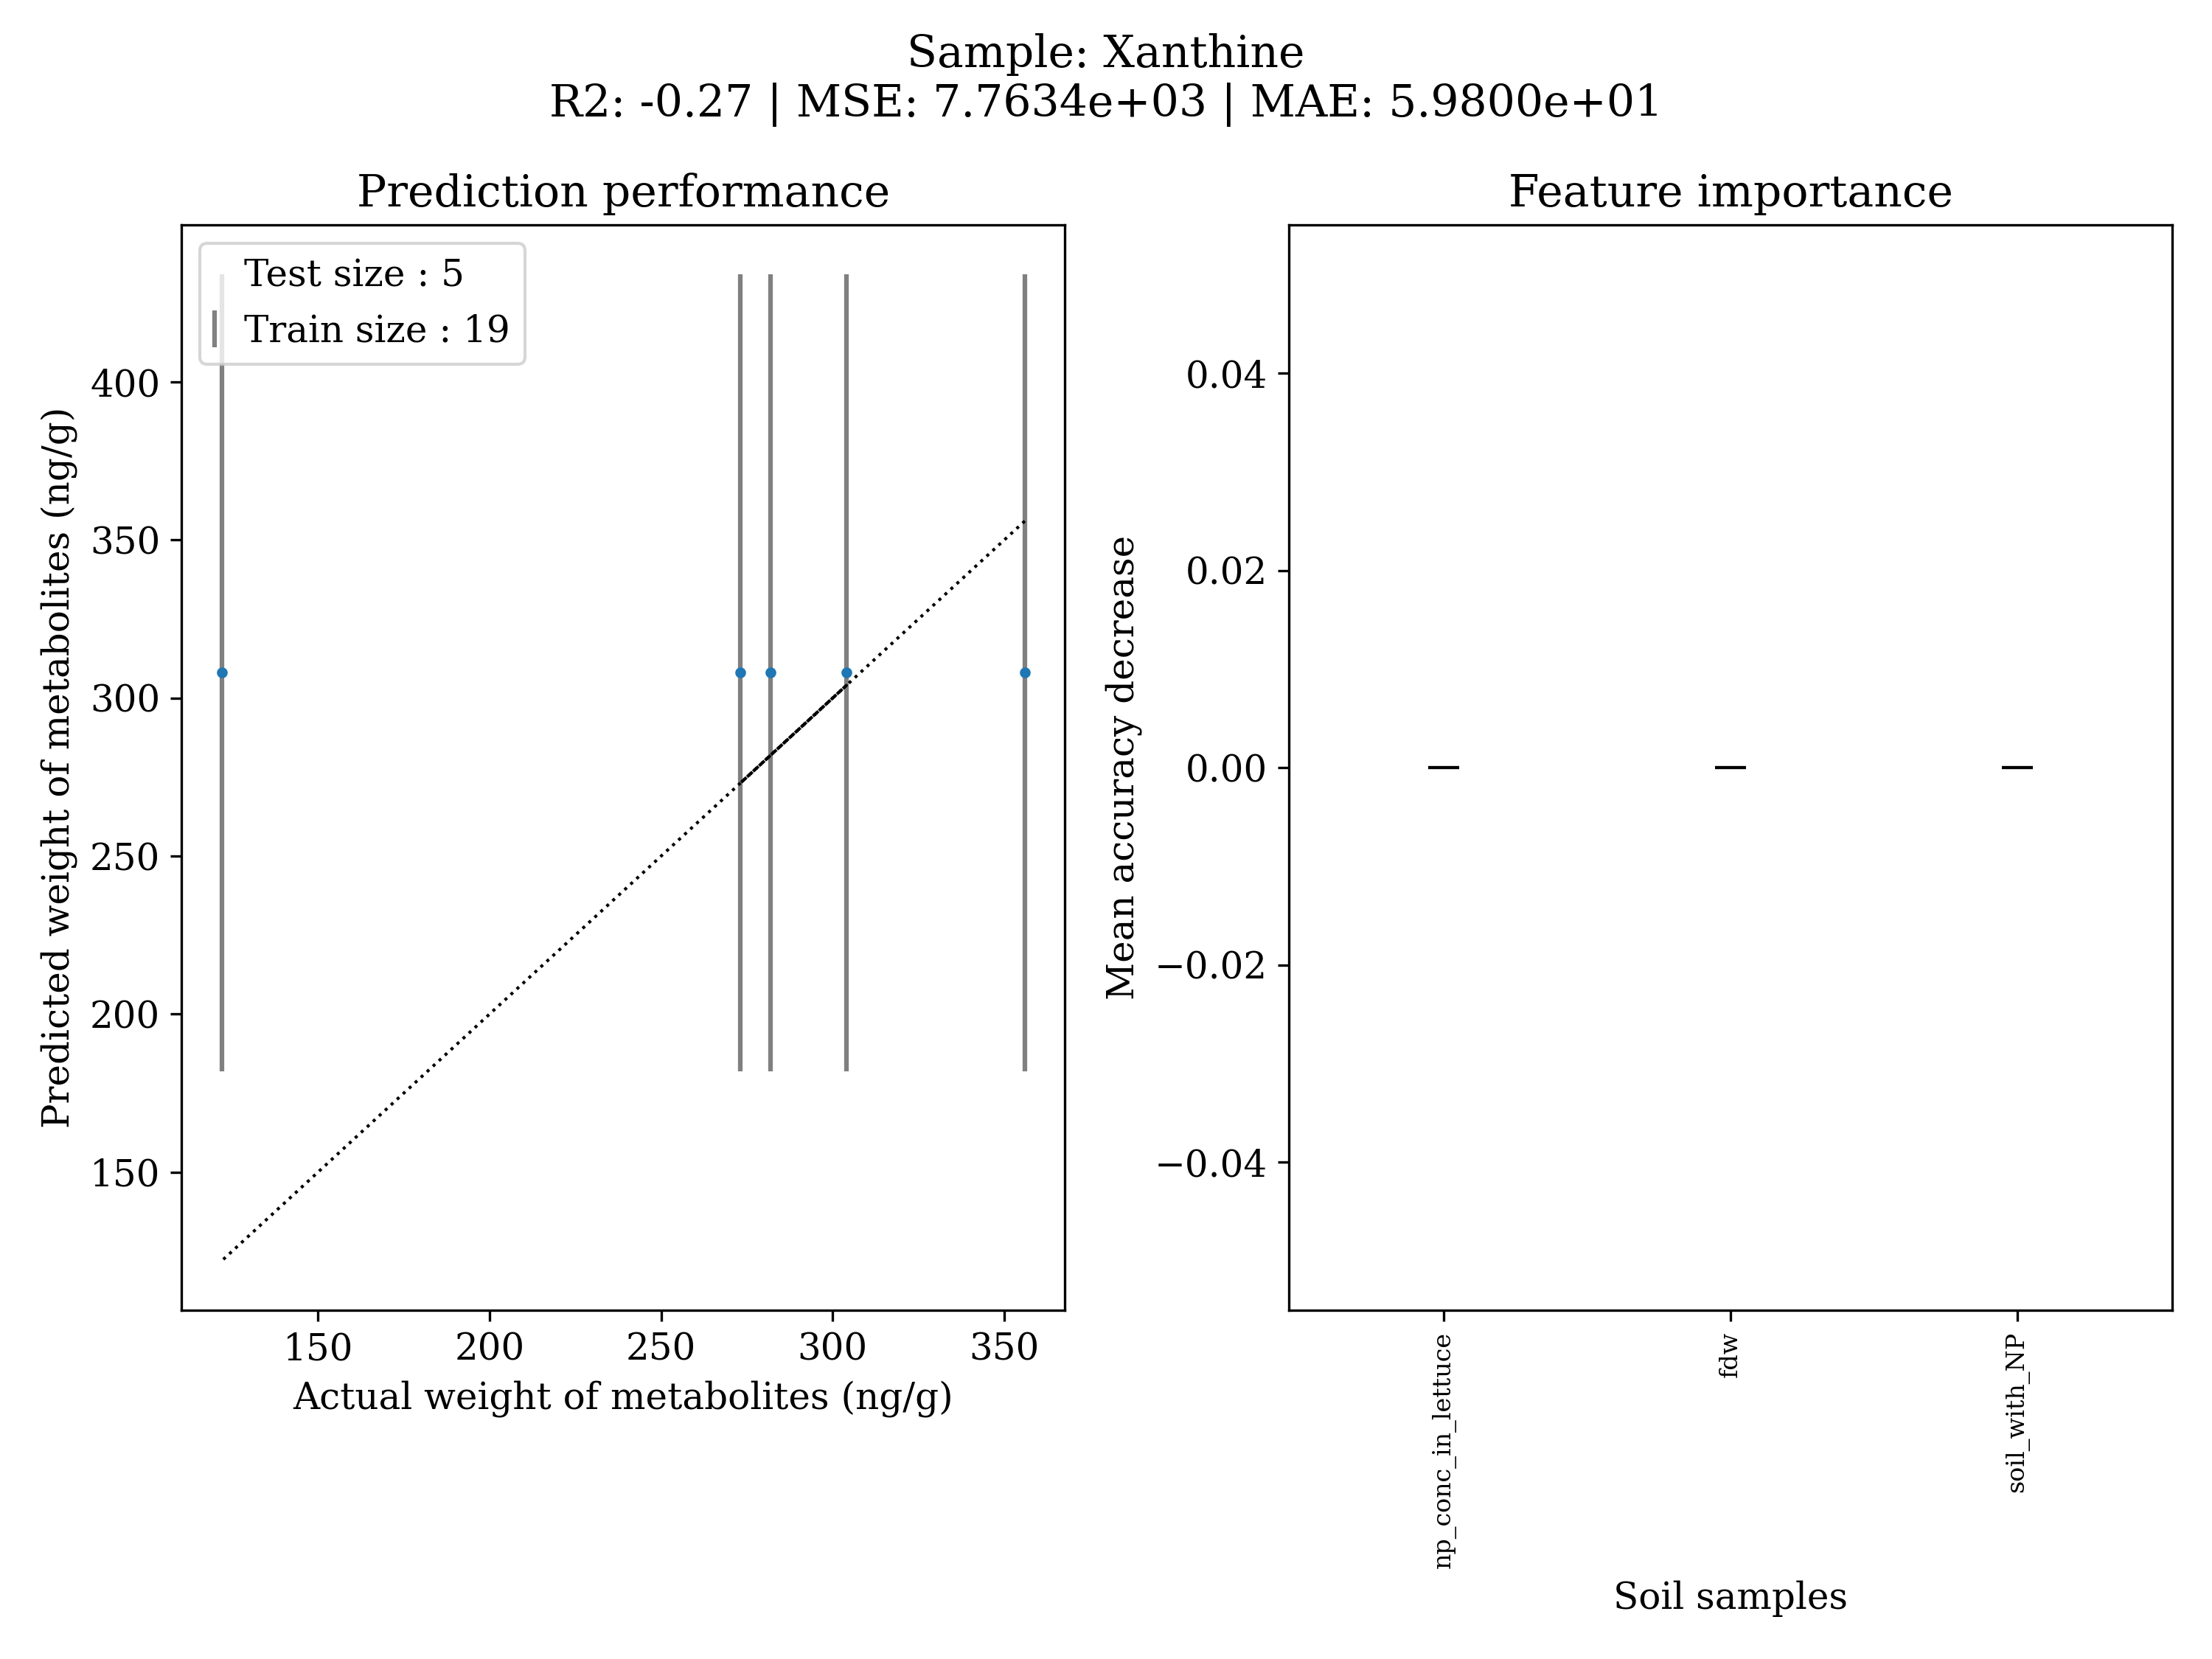 Sample: Xanthine
R2: -0.27 | MSE: 7.7634e+03 | MAE: 5.9800e+01
Prediction performance
Test size : 5
Train size : 19
400
350
300
250
200
150
Predicted weight of metabolites (ng/g)
150 200 250 300 350
Actual weight of metabolites (ng/g)
Feature importance
0.04
0.02
0.00
−0.02
−0.04
Mean accuracy decrease
np_conc_in_lettuce
fdw
soil_with_NP
Soil samples